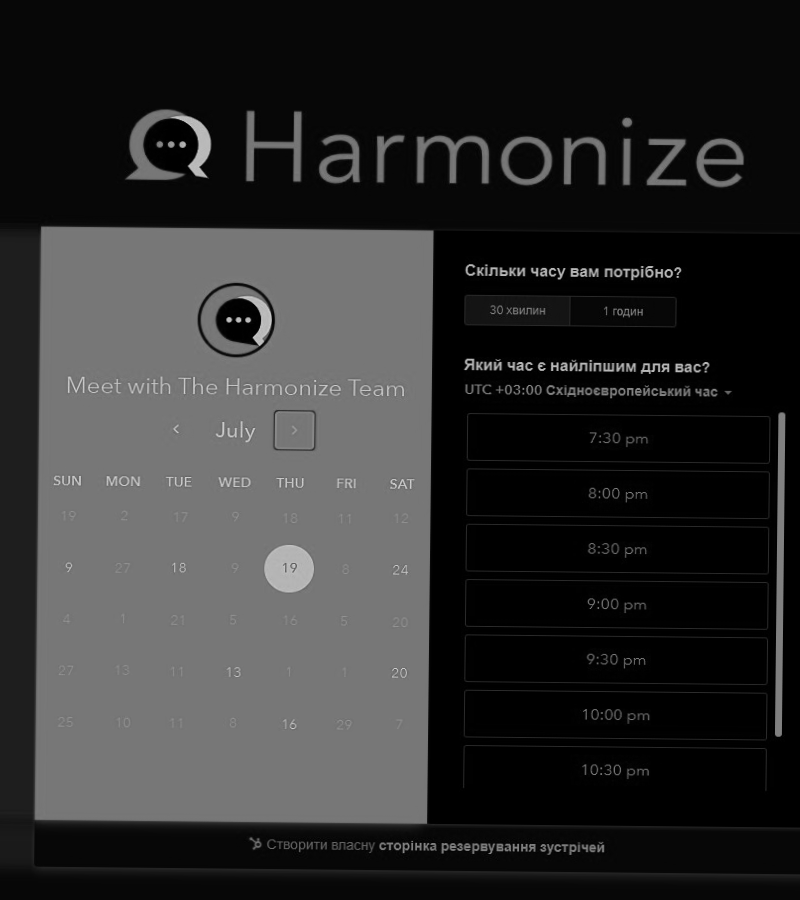 Harmonize
Meet with The Harmonize Team
July
SUN MON TUE WED THU FRI SAT
19 2 17 9 18 11 12
9 27 18 9 19 8 24
4 1 21 5 16 5 20
27 13 11 13 1 1 20
25 10 11 8 16 29 7
Скільки часу вам потрібно?
30 хвилин 1 годин
Який час є найліпшим для вас?
UTC +03:00 Східноєвропейський час
7:30 pm
8:00 pm
8:30 pm
9:00 pm
9:30 pm
10:00 pm
10:30 pm
Створити власну сторінка резервування зустрічей